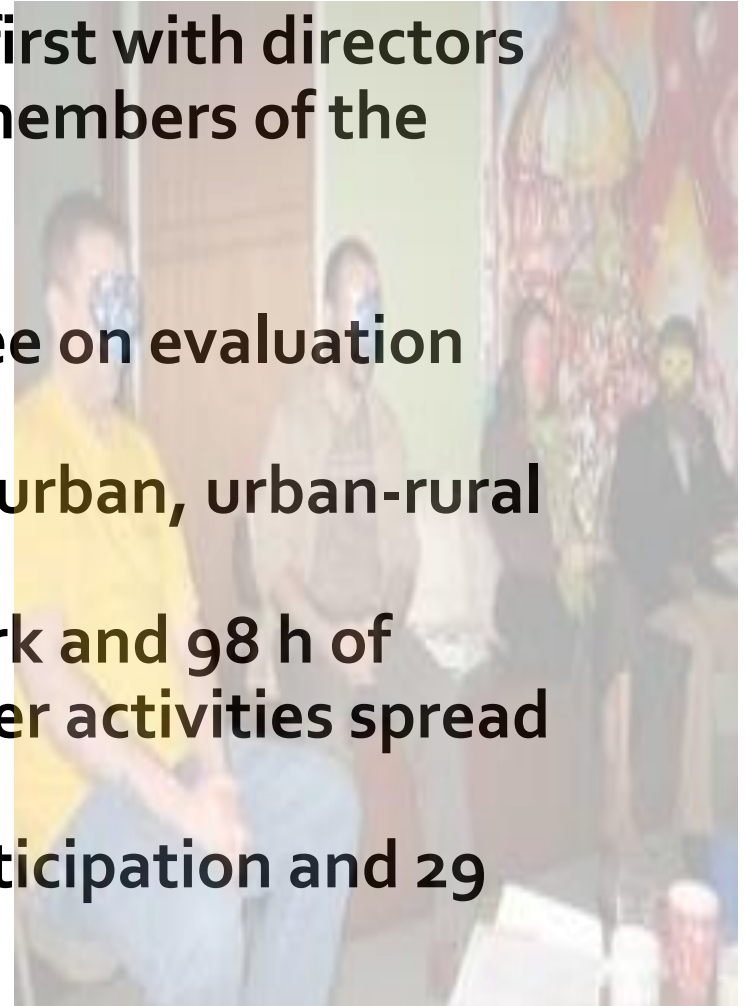 first with directors
members of the
ee on evaluation
urban, urban-rural
rk and 98 h of
er activities spread
ticipation and 29